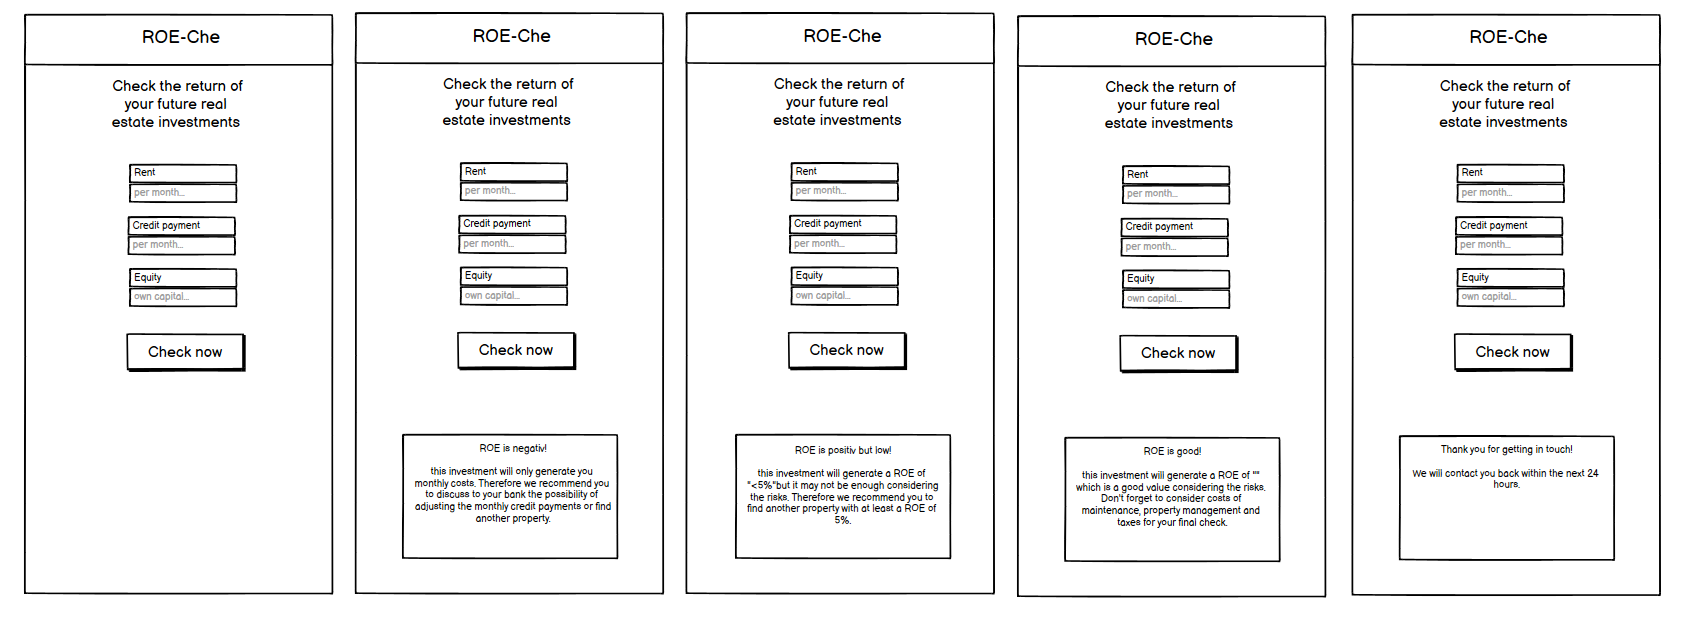 ROE-Che
Check the return of
your future real
estate investments
Rent
per month...
Credit payment
per month...
Equity
own capital...
Check now
ROE-Che
Check the return of
your future real
estate investments
Rent
per month...
Credit payment
per month...
Equity
own capital...
Check now
ROE is negativ!
this investment will only generate you
monthly costs. Therefore we recommend you
to discuss to your bank the possibility of
adjusting the monthly credit payments or find
another property.
ROE-Che
Check the return of
your future real
estate investments
Rent
per month...
Credit payment
per month...
Equity
own capital...
Check now
ROE is positiv but low!
this investment will generate a ROE of
"<5%"but it may not be enough considering
the risks. Therefore we recommend you to
find another property with at least a ROE of
5%.
ROE-Che
Check the return of
your future real
estate investments
Rent
per month...
Credit payment
per month...
Equity
own capital...
Check now
ROE is good!
this investment will generate a ROE of ""
which is a good value considering the risks.
Don't forget to consider costs of
maintenance, property management and
taxes for your final check.
ROE-Che
Check the return of
your future real
estate investments
Rent
per month...
Credit payment
per month...
Equity
own capital...
Check now
Thank you for getting in touch!
We will contact you back within the next 24
hours.